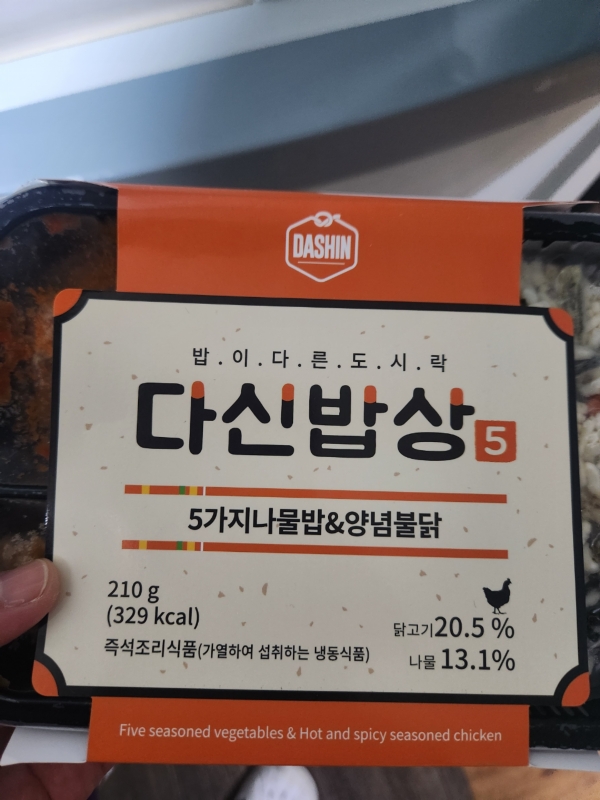 DASHIN
밥.이.다.른.도.시.락
다신밥상 5
5가지나물밥&양념불닭
210 g
(329 kcal)
즉석조리식품(가열하여 섭취하는 냉동식품)
닭고기20.5 %
나물 13.1%
Five seasoned vegetables & Hot and spicy seasoned chicken